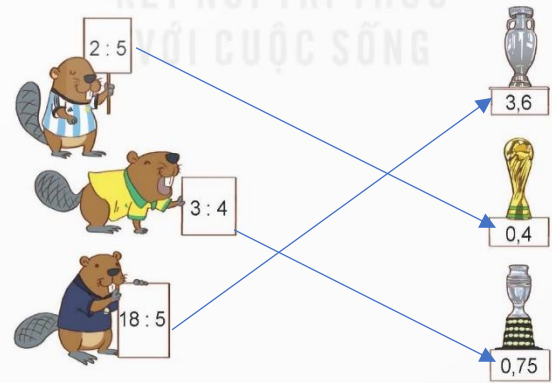 KẾT NỐI TRI THỨC
VỚI CUỘC SỐNG
2 : 5
3,6
3 : 4
0,4
18 : 5
0,75